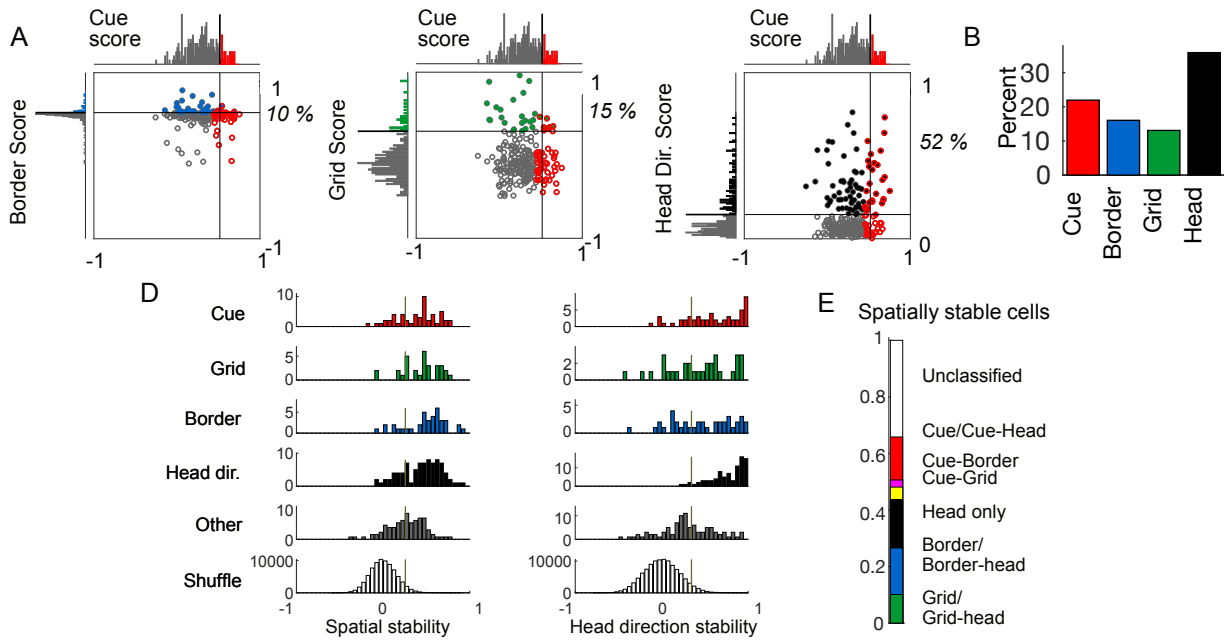 A
Cue
score
Border Score
1
10 %
-1
1
Cue
score
Grid Score
1
15 %
-1
1
Cue
score
Head Dir. Score
1
52 %
0
-1
1
B
Percent
30
20
10
0
Cue
Border
Grid
Head
D
Cue
10
0
5
0
Grid
5
0
2
0
Border
5
0
5
0
Head dir.
10
0
10
0
Other
10
0
10
0
Shuffle
10000
0
10000
0
-1
0
1
-1
0
1
Spatial stability
Head direction stability
E
Spatially stable cells
1
0.8
0.6
0.4
0.2
0
Unclassified
Cue/Cue-Head
Cue-Border
Cue-Grid
Head only
Border/
Border-head
Grid/
Grid-head